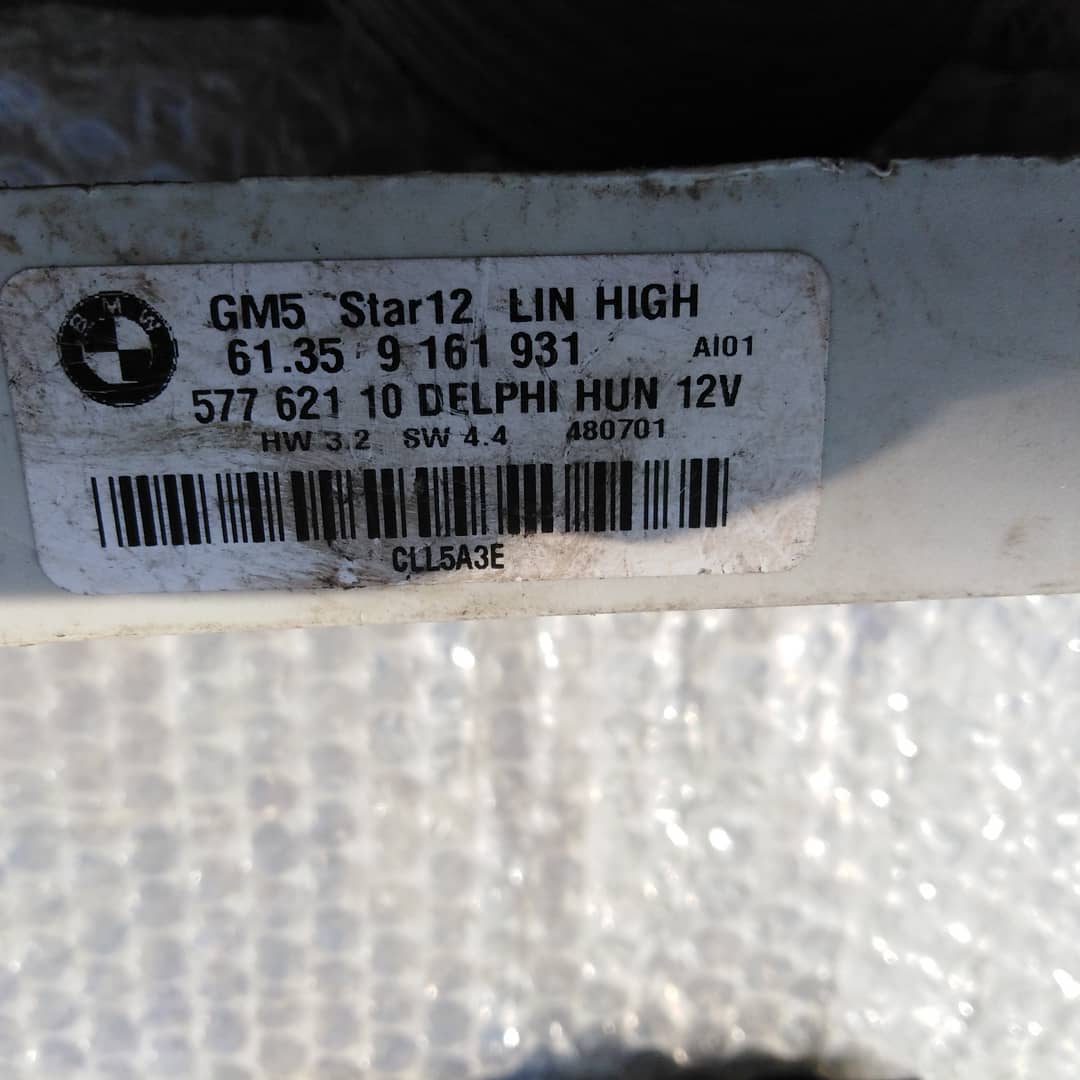 BMW
GM5 Star12 LIN HIGH
61.35 9 161 931 AI01
577 621 10 DELPHI HUN 12V
HW 3.2 SW 4.4 480701
CLL5A3E